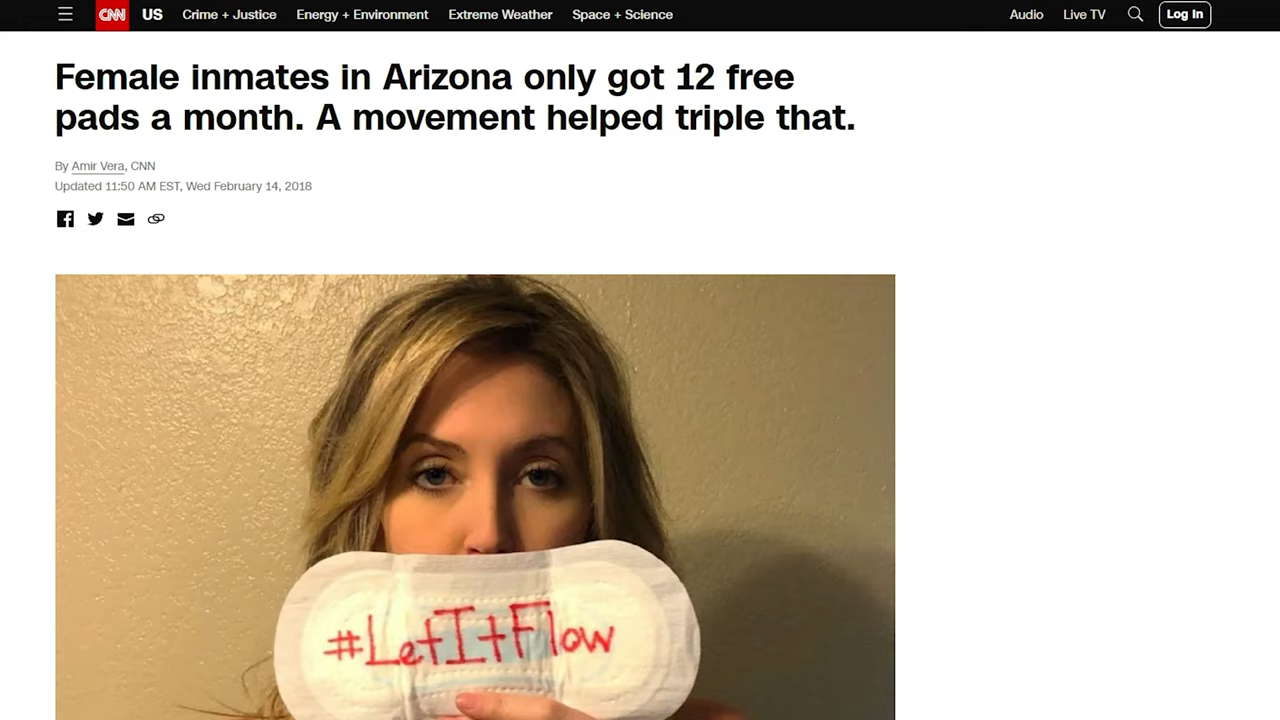 CNN US Crime + Justice Energy + Environment Extreme Weather Space + Science Audio Live TV Log In
Female inmates in Arizona only got 12 free
pads a month. A movement helped triple that.
By Amir Vera, CNN
Updated 11:50 AM EST, Wed February 14, 2018
#LetItFlow